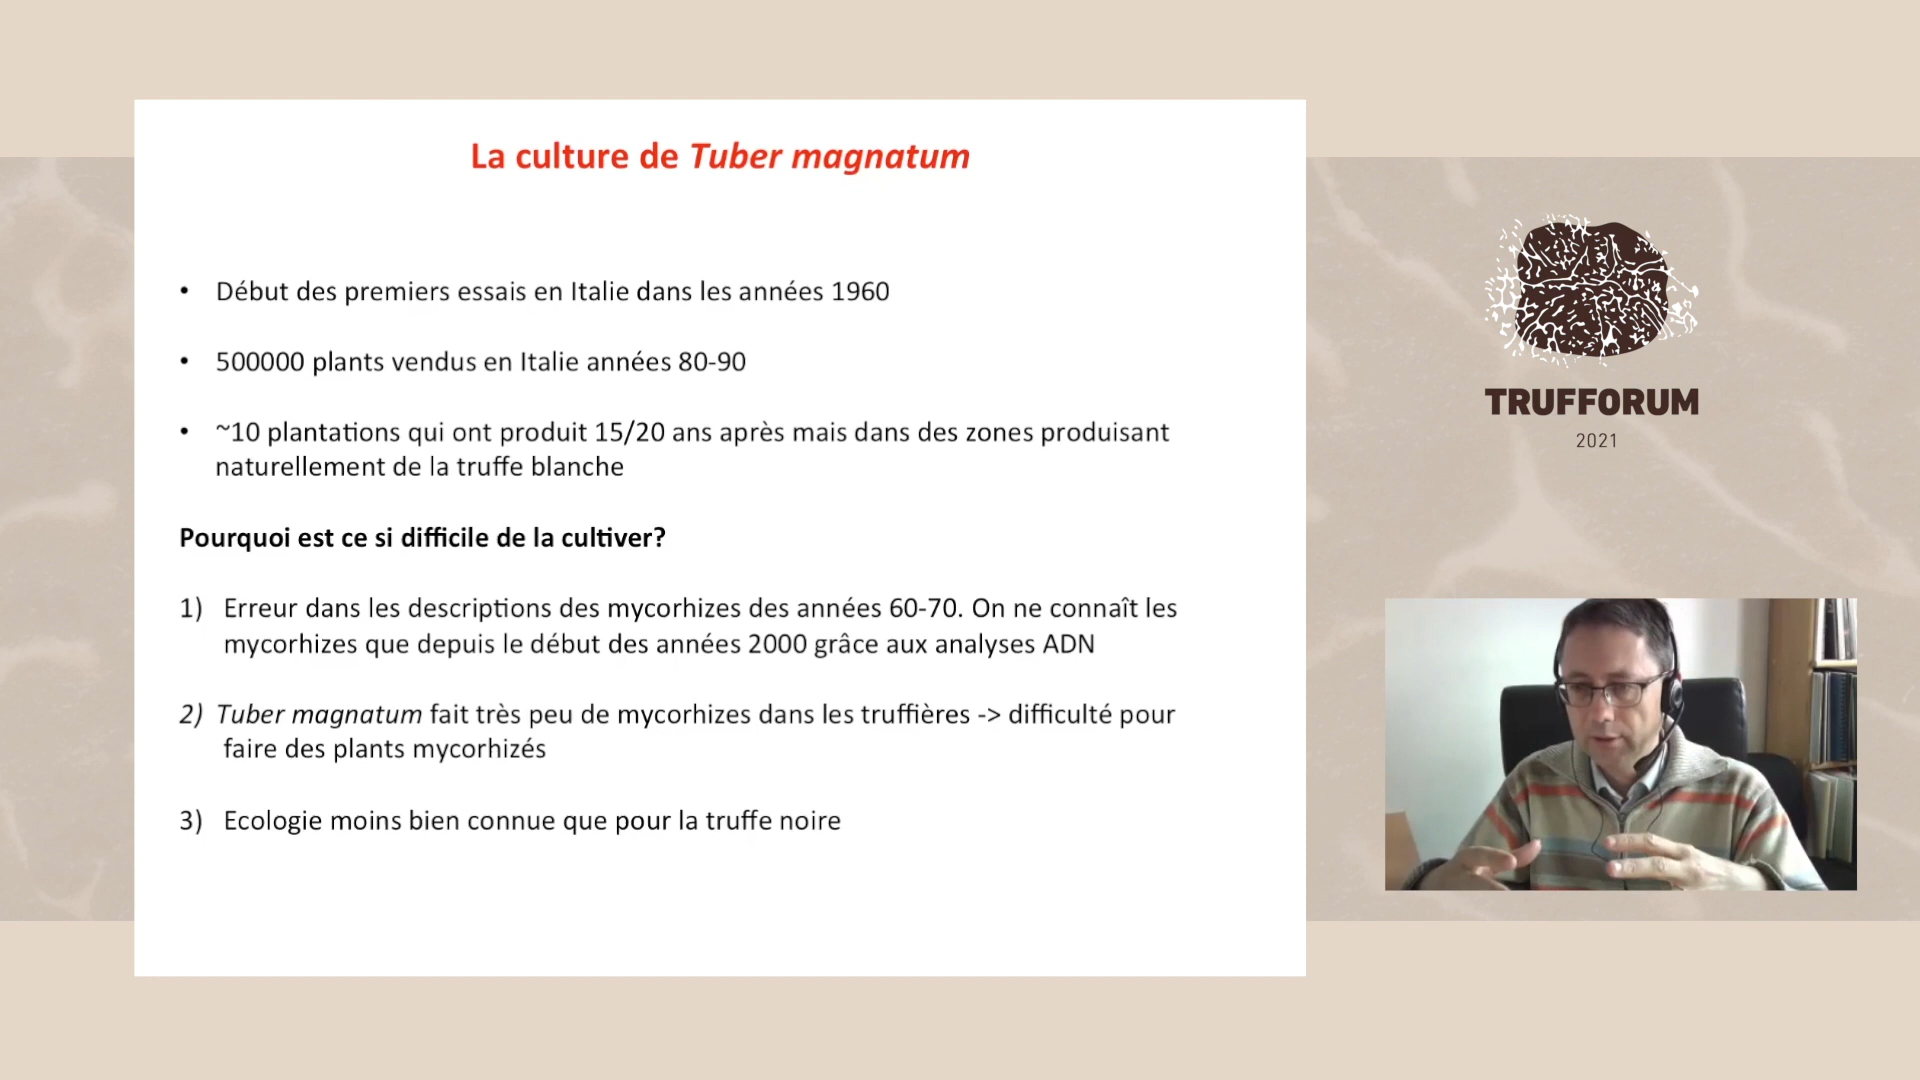 La culture de Tuber magnatum
• Début des premiers essais en Italie dans les années 1960
• 500000 plants vendus en Italie années 80-90
• ~10 plantations qui ont produit 15/20 ans après mais dans des zones produisant
naturellement de la truffe blanche
Pourquoi est ce si difficile de la cultiver?
1) Erreur dans les descriptions des mycorhizes des années 60-70. On ne connaît les
mycorhizes que depuis le début des années 2000 grâce aux analyses ADN
2) Tuber magnatum fait très peu de mycorhizes dans les truffières -> difficulté pour
faire des plants mycorhizés
3) Ecologie moins bien connue que pour la truffe noire
TRUFFORUM
2021